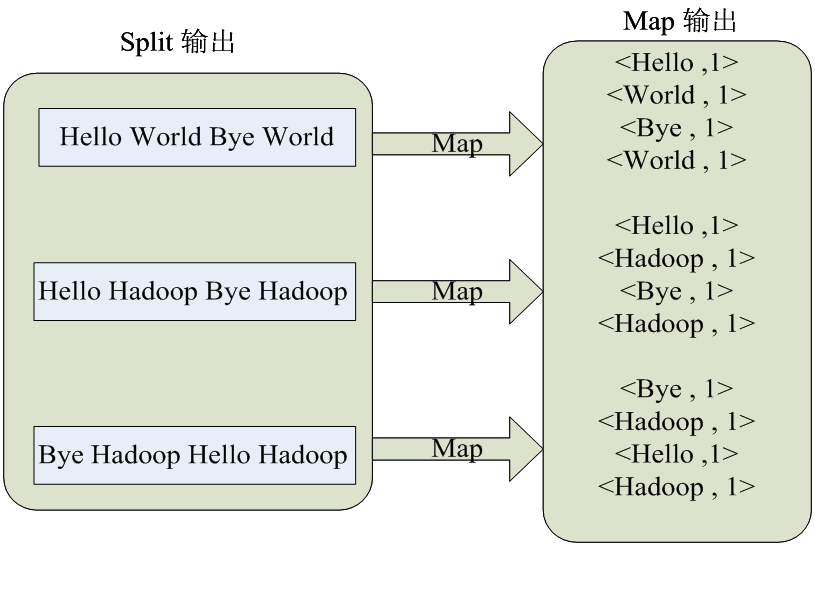 Split 输出
Hello World Bye World
Hello Hadoop Bye Hadoop
Bye Hadoop Hello Hadoop
Map
Map
Map
Map 输出
<Hello ,1>
<World , 1>
<Bye , 1>
<World , 1>
<Hello ,1>
<Hadoop , 1>
<Bye , 1>
<Hadoop , 1>
<Bye , 1>
<Hadoop , 1>
<Hello ,1>
<Hadoop , 1>